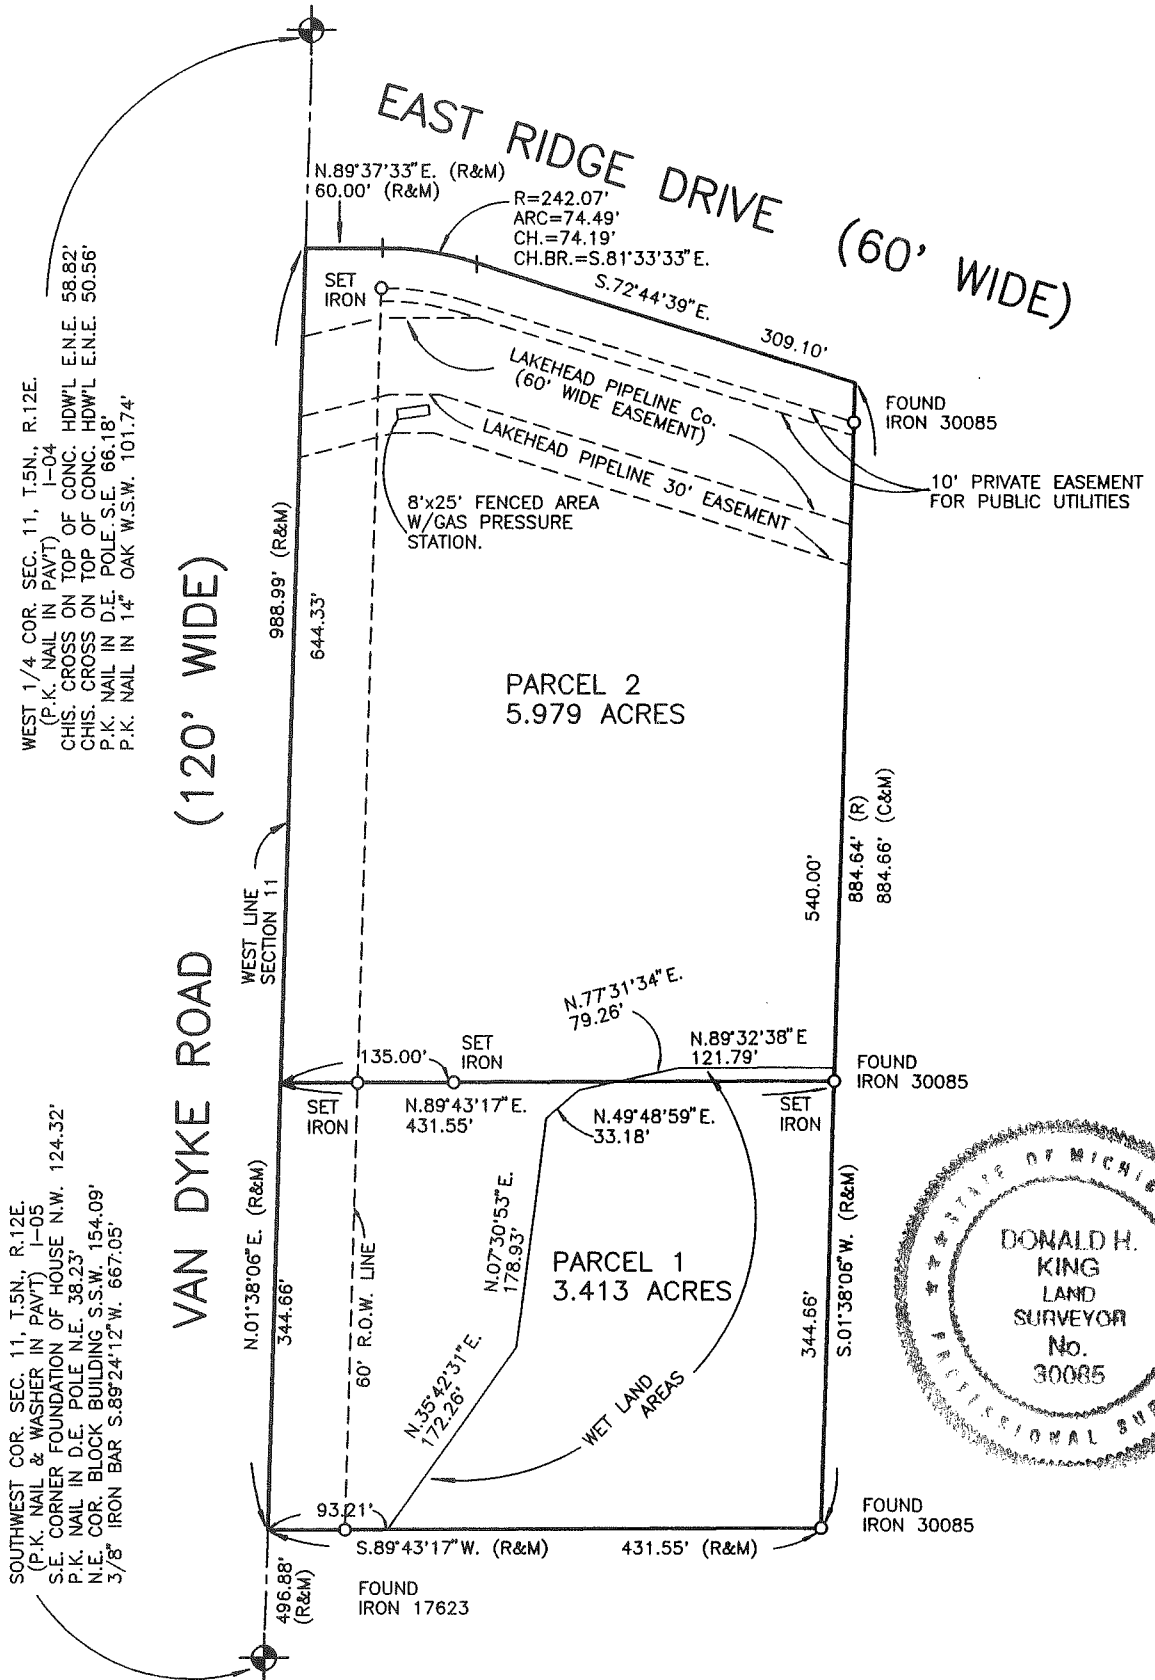 EAST RIDGE DRIVE (60' WIDE)
N.89°37'33"E. (R&M)
60.00' (R&M)
R=242.07'
ARC=74.49'
CH.=74.19'
CH.BR.=S.81°33'33"E.
S.72°44'39"E.
309.10'
SET
IRON
LAKEHEAD PIPELINE Co.
(60' WIDE EASEMENT)
LAKEHEAD PIPELINE 30' EASEMENT
FOUND
IRON 30085
10' PRIVATE EASEMENT
FOR PUBLIC UTILITIES
8'x25' FENCED AREA
W/GAS PRESSURE
STATION.
WEST 1/4 COR. SEC. 11, T.5N., R.12E.
(P.K. NAIL IN PAV'T) I-04
CHIS. CROSS ON TOP OF CONC. HDW'L E.N.E. 58.82'
CHIS. CROSS ON TOP OF CONC. HDW'L E.N.E. 50.56'
P.K. NAIL IN D.E. POLE S.E. 66.18'
P.K. NAIL IN 14" OAK W.S.W. 101.74'
VAN DYKE ROAD (120' WIDE)
988.99' (R&M)
644.33'
PARCEL 2
5.979 ACRES
540.00'
884.64' (R)
884.66' (C&M)
WEST LINE
SECTION 11
N.77°31'34"E.
79.26'
N.89°32'38"E
121.79'
135.00'
SET
IRON
FOUND
IRON 30085
SET
IRON
N.89°43'17"E.
431.55'
N.49°48'59"E.
33.18'
SET
IRON
SOUTHWEST COR. SEC. 11, T.5N., R.12E.
(P.K. NAIL & WASHER IN PAV'T) I-05
S.E. CORNER FOUNDATION OF HOUSE N.W. 124.32'
P.K. NAIL IN D.E. POLE N.E. 38.23'
N.E. COR. BLOCK BUILDING S.S.W. 154.09'
3/8" IRON BAR S.89°24'12"W. 667.05'
N.01°38'06"E. (R&M)
344.66'
60' R.O.W. LINE
N.07°30'53"E.
178.93'
PARCEL 1
3.413 ACRES
N.35°42'31"E.
172.26'
WET LAND
AREAS
344.66'
S.01°38'06"W. (R&M)
STATE OF MICHI
DONALD H.
KING
LAND
SURVEYOR
No.
30085
PROFESSIONAL SUR
93.21'
S.89°43'17"W. (R&M)
431.55' (R&M)
FOUND
IRON 30085
496.88'
(R&M)
FOUND
IRON 17623